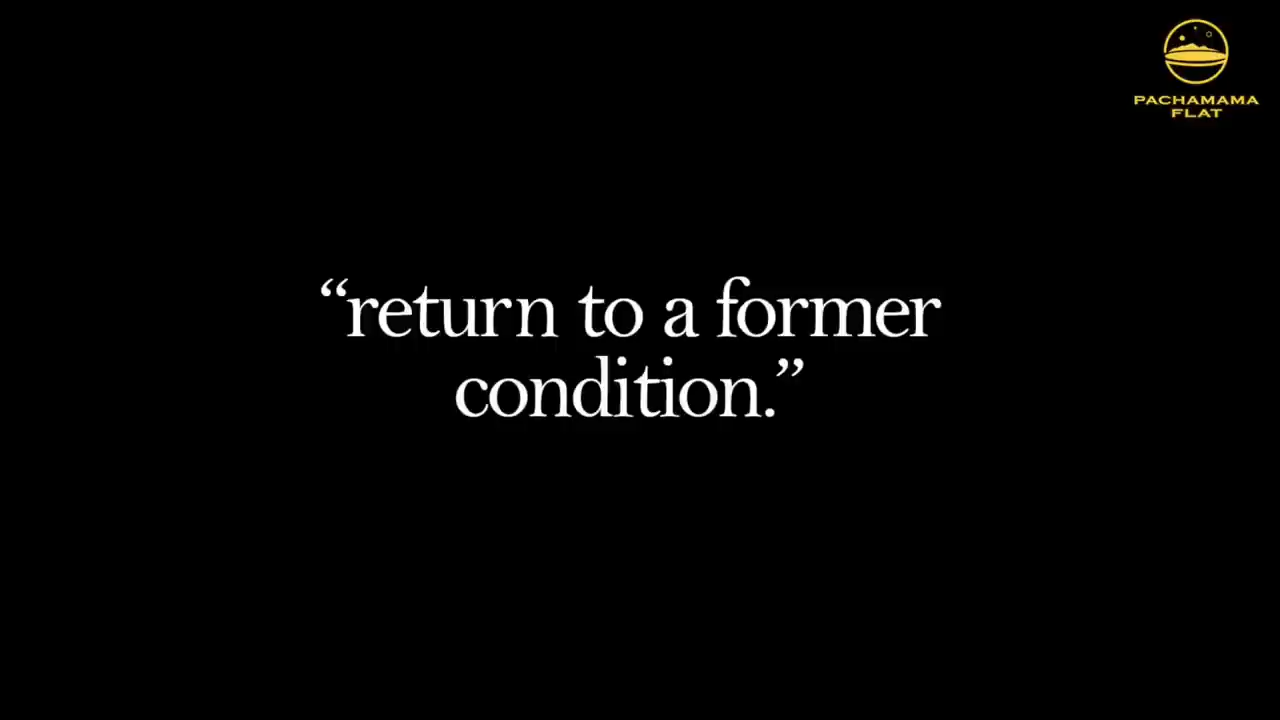 PACHAMAMA
FLAT
“return to a former
condition.”